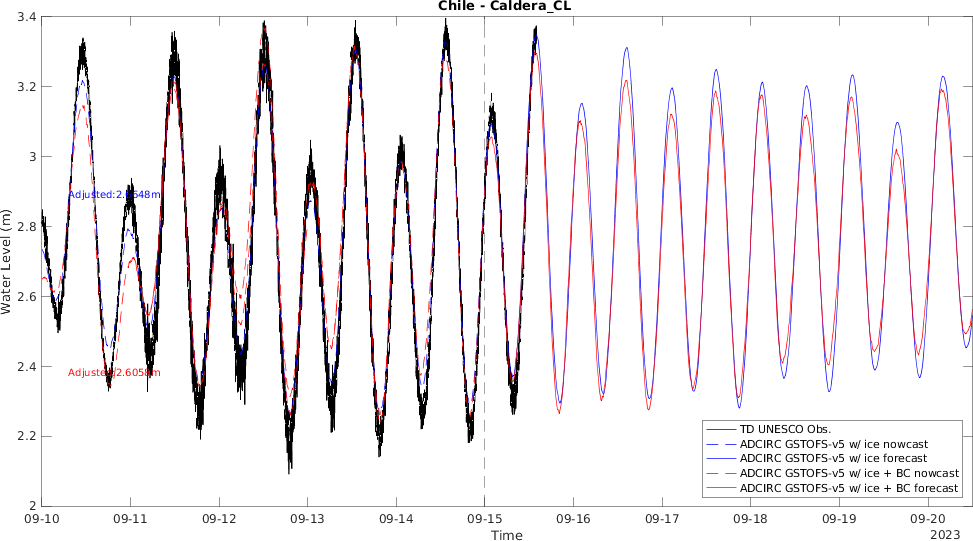 Chile - Caldera_CL
Water Level (m)
3.4
3.2
3
2.8
2.6
2.4
2.2
2
09-10
09-11
09-12
09-13
09-14
09-15
09-16
09-17
09-18
09-19
09-20
2023
Time
TD UNESCO Obs.
ADCIRC GSTOFS-v5 w/ ice nowcast
ADCIRC GSTOFS-v5 w/ ice forecast
ADCIRC GSTOFS-v5 w/ ice + BC nowcast
ADCIRC GSTOFS-v5 w/ ice + BC forecast